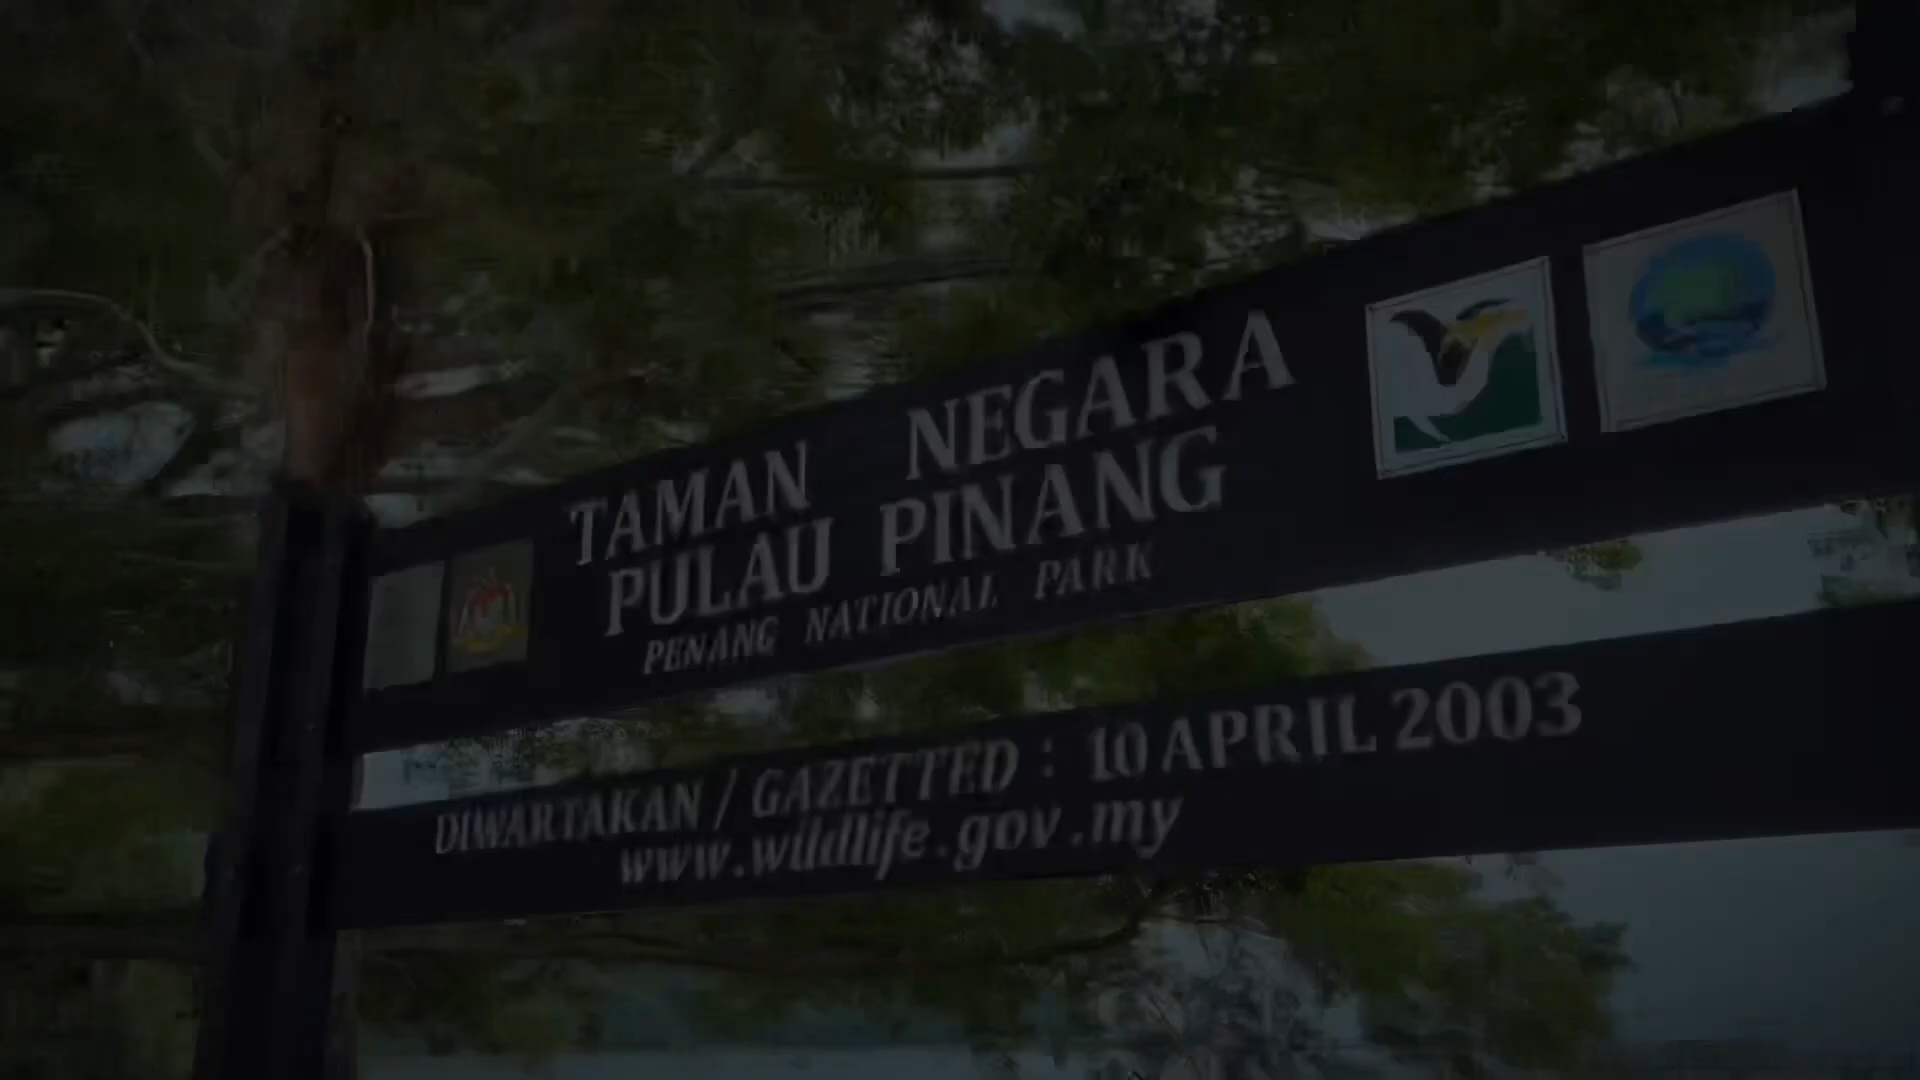 TAMAN NEGARA
PULAU PINANG
PENANG NATIONAL PARK
DIWARTAKAN / GAZETTED : 10 APRIL 2003
www.wildlife.gov.my